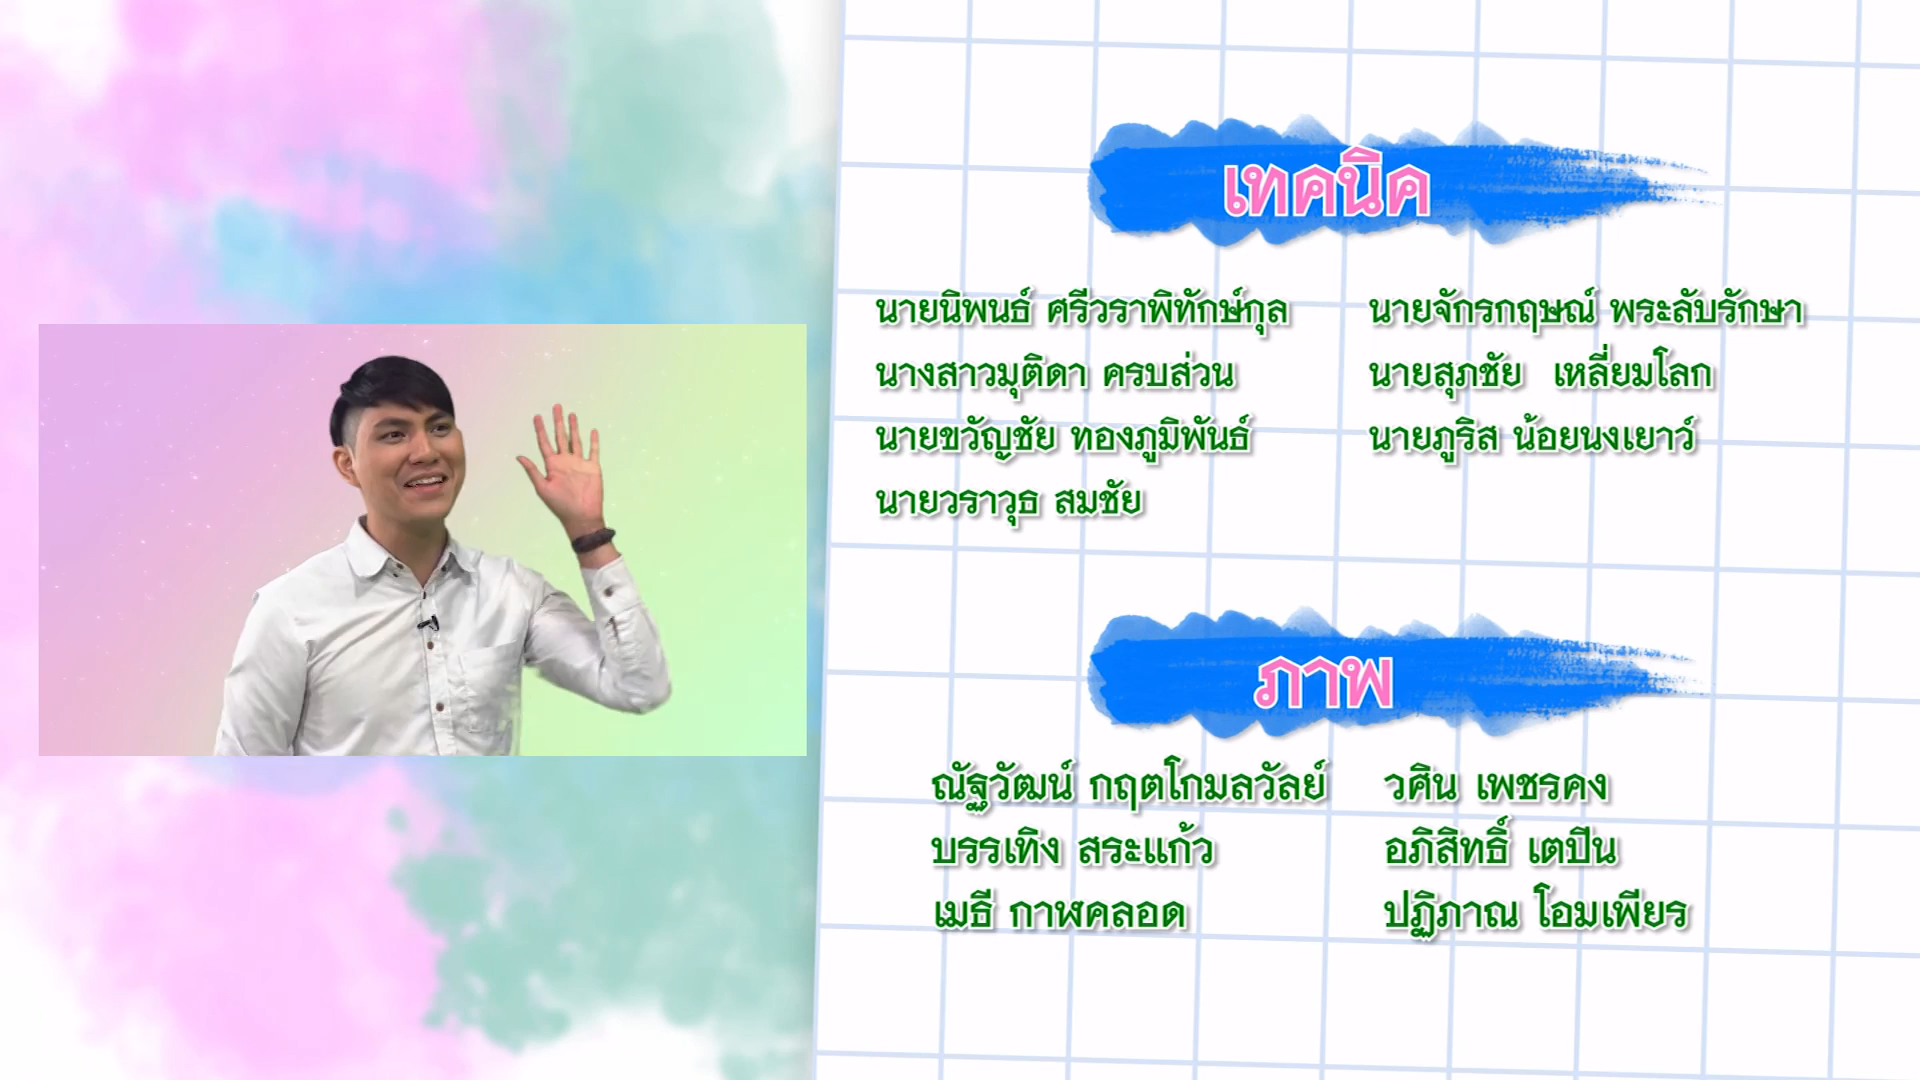 เทคนิค
นายนิพนธ์ ศรีวราพิทักษ์กุล
นายจักรกฤษณ์ พระลับรักษา
นางสาวมุติดา ครบส่วน
นายสุภชัย เหลี่ยมโลก
นายขวัญชัย ทองภูมิพันธ์
นายภูริส น้อยนงเยาว์
นายวราวุธ สมชัย
ภาพ
ณัฐวัฒน์ กฤตโกมลวัลย์
วศิน เพชรคง
บรรเทิง สระแก้ว
อภิสิทธิ์ เตปิน
เมธี กาฬคลอด
ปฏิภาณ โอมเพียร